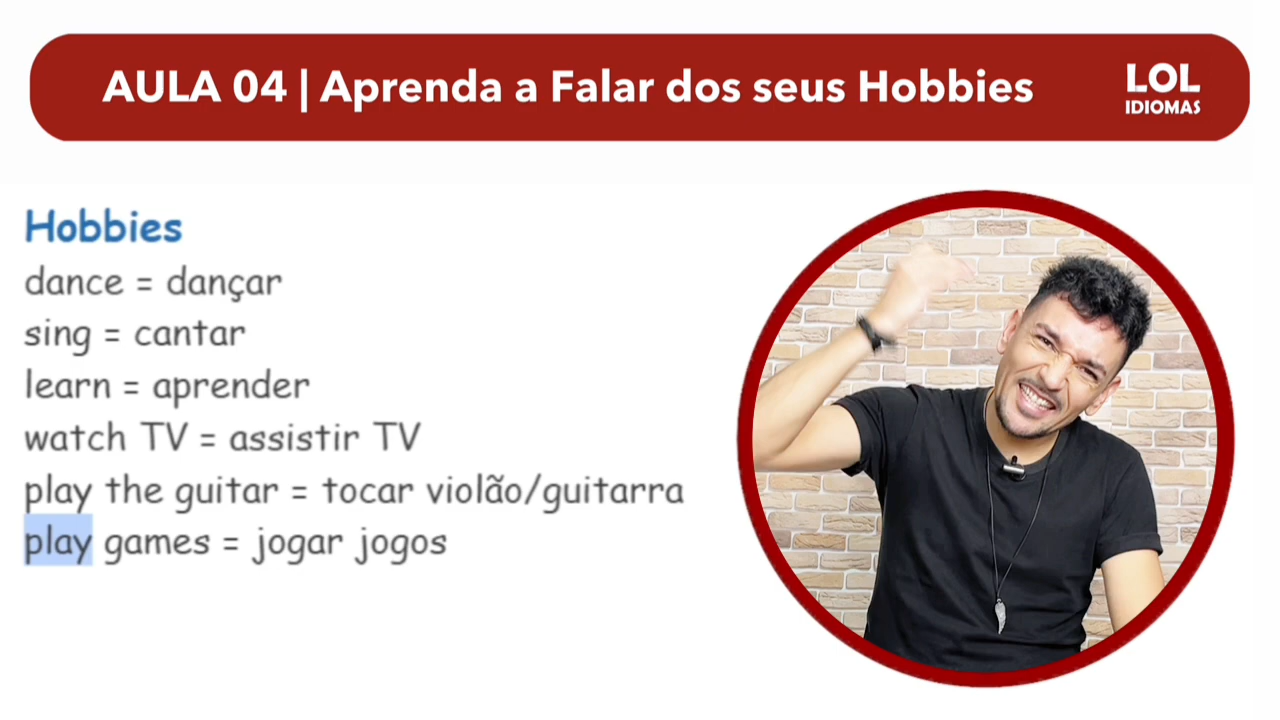 AULA 04 | Aprenda a Falar dos seus Hobbies
LOL
IDIOMAS
Hobbies
dance = dançar
sing = cantar
learn = aprender
watch TV = assistir TV
play the guitar = tocar violão/guitarra
play games = jogar jogos